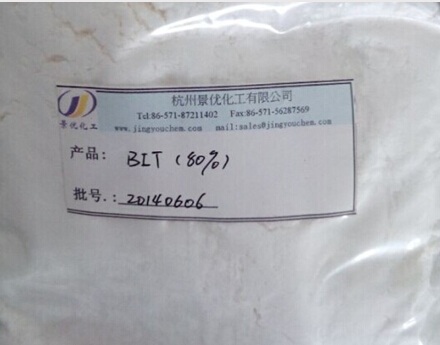 杭州景优化工有限公司
Tel:86-571-87211402 Fax:86-571-56287569
www.jingyouchem.com mail:sales@jingyouchem.com
景优化工
产品: BIT (80%)
批号.: 20140606